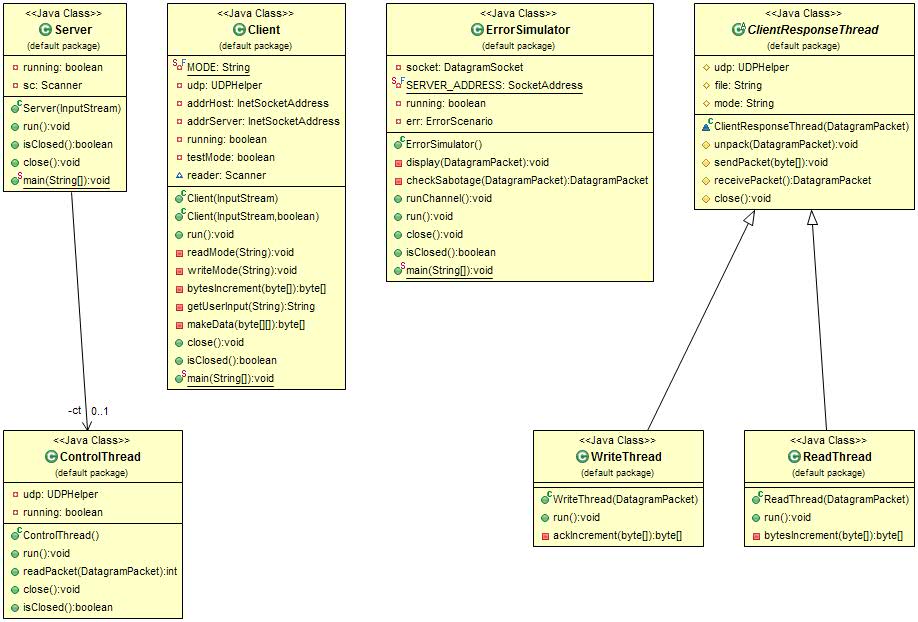 <<Java Class>>
Server
(default package)
running: boolean
sc: Scanner
Server(InputStream)
run():void
isClosed():boolean
close():void
main(String[]):void
<<Java Class>>
Client
(default package)
MODE: String
udp: UDPHelper
addrHost: InetSocketAddress
addrServer: InetSocketAddress
running: boolean
testMode: boolean
reader: Scanner
Client(InputStream)
Client(InputStream,boolean)
run():void
readMode(String):void
writeMode(String):void
bytesIncrement(byte[]):byte[]
getUserInput(String):String
makeData(byte[][]):byte[]
close():void
isClosed():boolean
main(String[]):void
<<Java Class>>
ErrorSimulator
(default package)
socket: DatagramSocket
SERVER_ADDRESS: SocketAddress
running: boolean
err: ErrorScenario
ErrorSimulator()
display(DatagramPacket):void
checkSabotage(DatagramPacket):DatagramPacket
runChannel():void
run():void
close():void
isClosed():boolean
main(String[]):void
<<Java Class>>
ClientResponseThread
(default package)
udp: UDPHelper
file: String
mode: String
ClientResponseThread(DatagramPacket)
unpack(DatagramPacket):void
sendPacket(byte[]):void
receivePacket():DatagramPacket
close():void
-ct 0..1
<<Java Class>>
ControlThread
(default package)
udp: UDPHelper
running: boolean
ControlThread()
run():void
readPacket(DatagramPacket):int
close():void
isClosed():boolean
<<Java Class>>
WriteThread
(default package)
WriteThread(DatagramPacket)
run():void
ackIncrement(byte[]):byte[]
<<Java Class>>
ReadThread
(default package)
ReadThread(DatagramPacket)
run():void
bytesIncrement(byte[]):byte[]